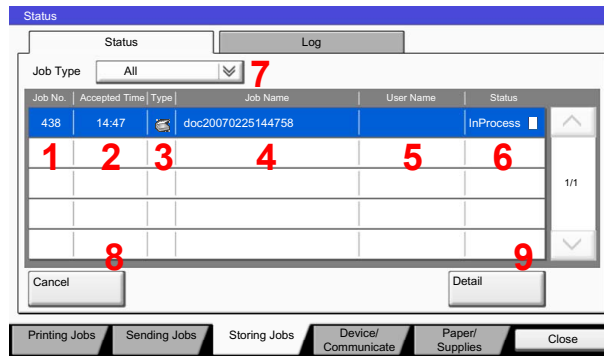 Status
Status Log
Job Type All 7
Job No. Accepted Time Type Job Name User Name Status
438 14:47 doc20070225144758 InProcess
1 2 3 4 5 6
1/1
8 9
Cancel Detail
Printing Jobs Sending Jobs Storing Jobs Device/ Communicate Paper/ Supplies Close